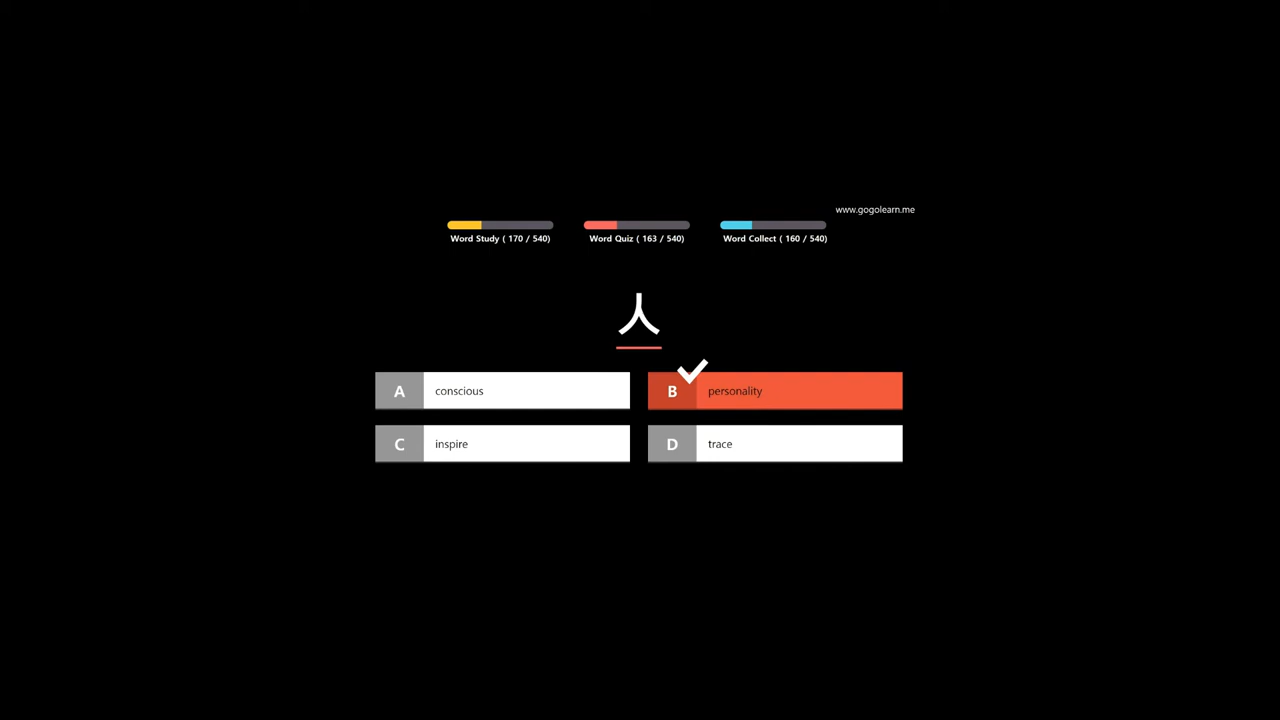 www.gogolearn.me
Word Study ( 170 / 540)
Word Quiz ( 163 / 540)
Word Collect ( 160 / 540)
人
A conscious
B personality
C inspire
D trace